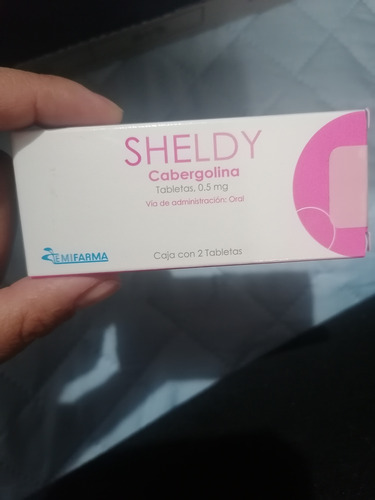 SHELDY
Cabergolina
Tabletas, 0.5 mg
Vía de administración: Oral
EMIFARMA
Caja con 2 Tabletas